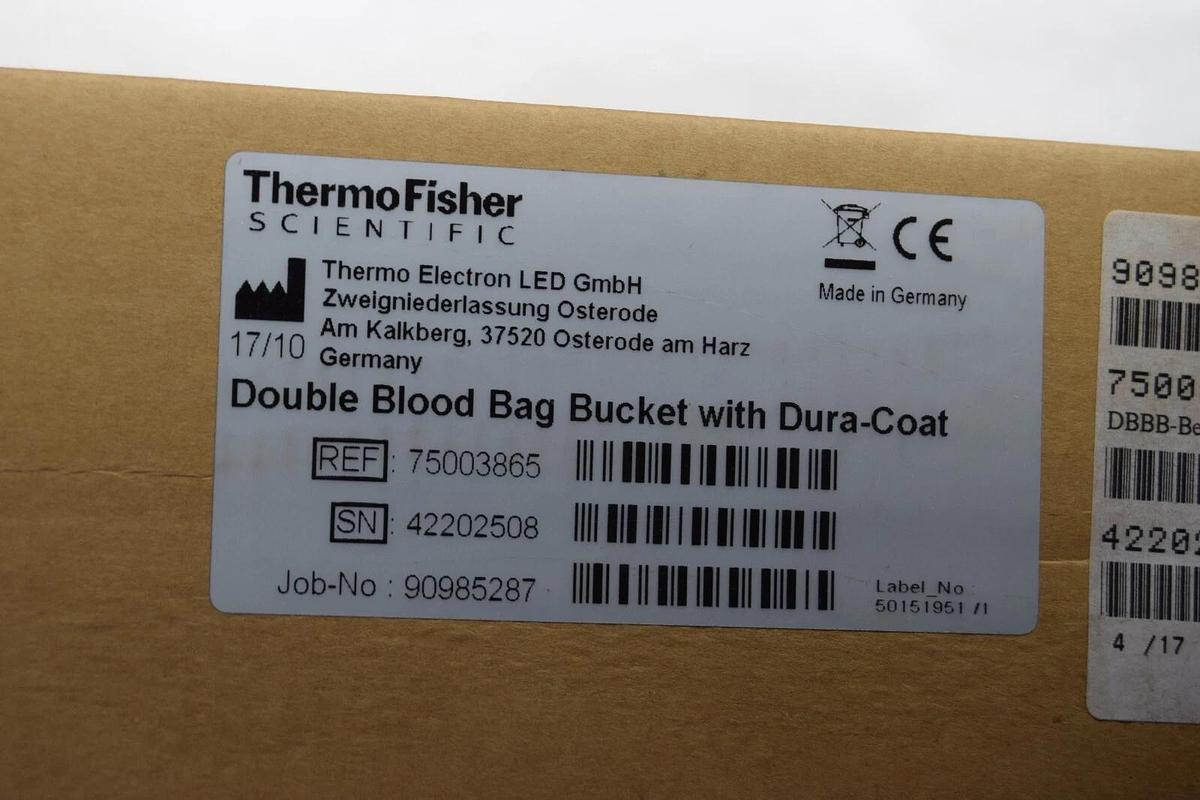 ThermoFisher
SCIENTIFIC
CE
Made in Germany
Thermo Electron LED GmbH
Zweigniederlassung Osterode
Am Kalkberg, 37520 Osterode am Harz
Germany
17/10
Double Blood Bag Bucket with Dura-Coat
REF : 75003865
SN : 42202508
Job-No : 90985287
Label_No :
50151951 /1
9098
7500
DBBB-Be
4220
4 /17